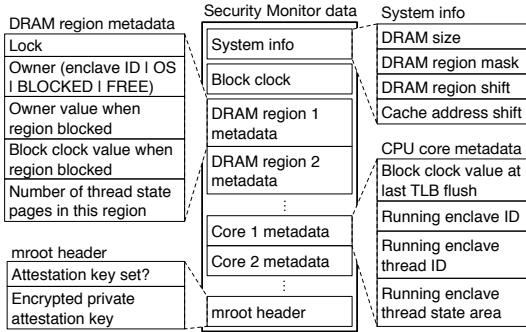 DRAM region metadata
Lock
Owner (enclave ID | OS
| BLOCKED | FREE)
Owner value when
region blocked
Block clock value when
region blocked
Number of thread state
pages in this region
mroot header
Attestation key set?
Encrypted private
attestation key
Security Monitor data
System info
Block clock
DRAM region 1
metadata
DRAM region 2
metadata
⋮
Core 1 metadata
Core 2 metadata
⋮
mroot header
System info
DRAM size
DRAM region mask
DRAM region shift
Cache address shift
CPU core metadata
Block clock value at
last TLB flush
Running enclave ID
Running enclave
thread ID
Running enclave
thread state area